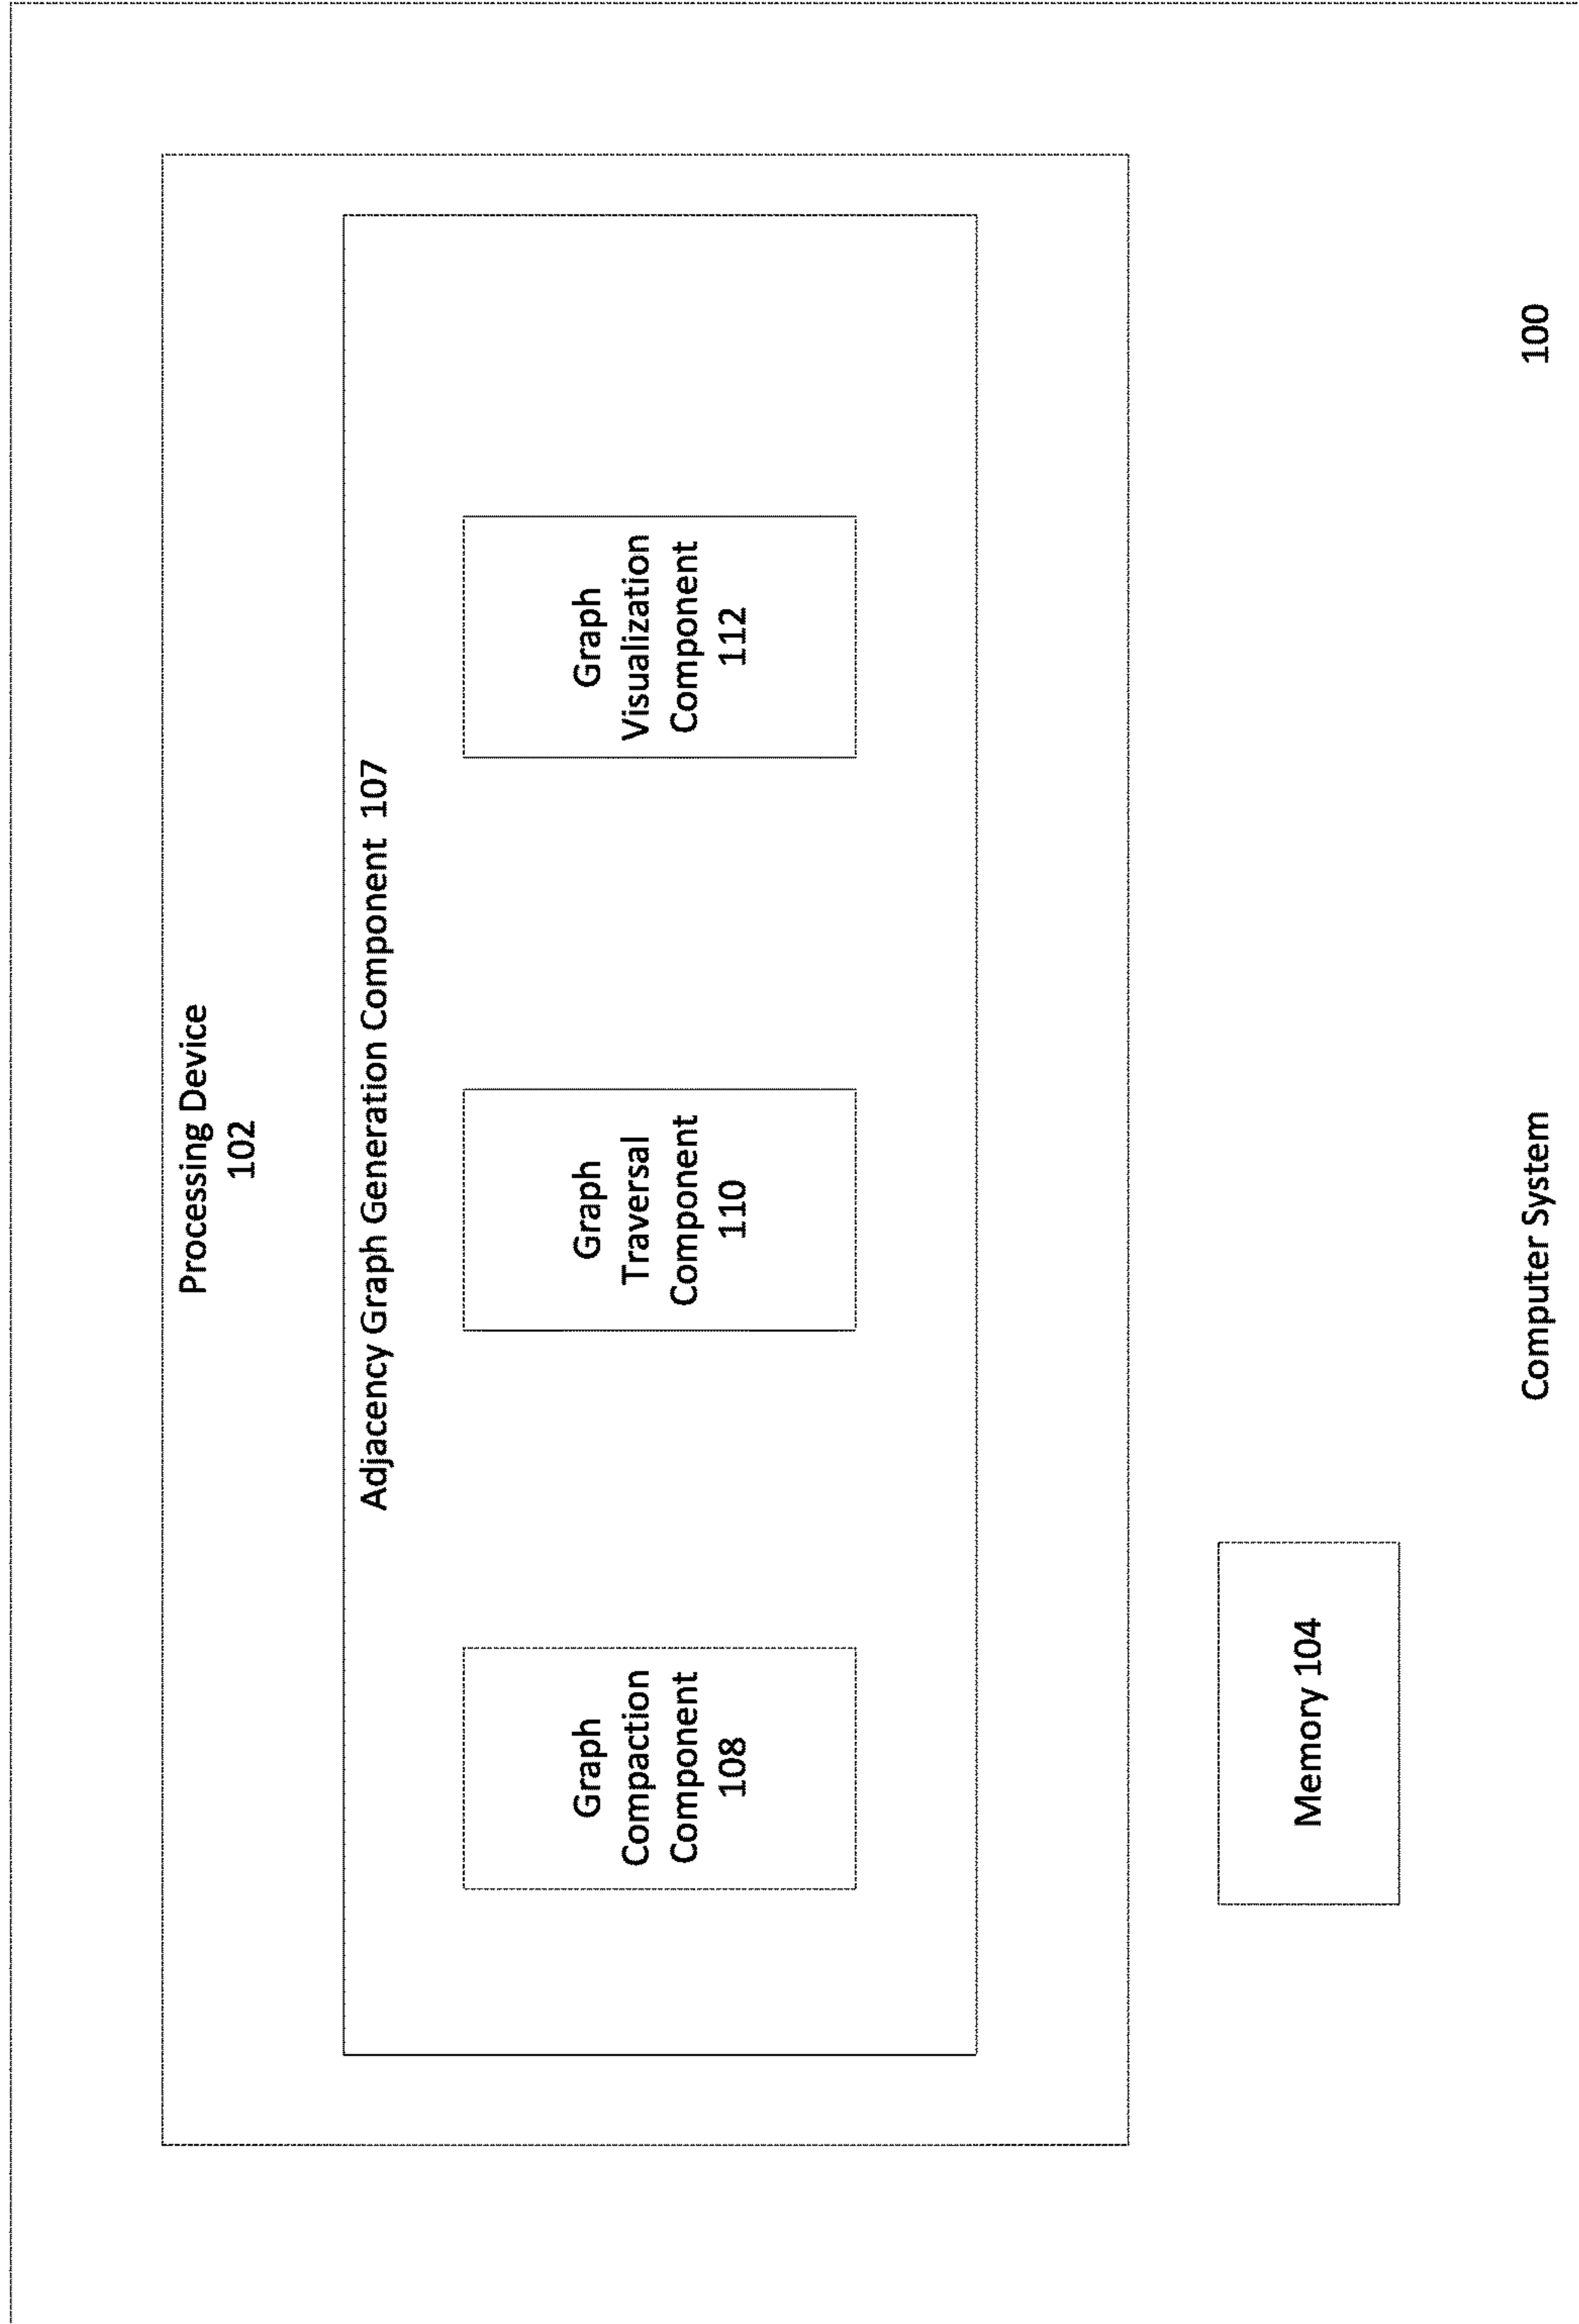 Processing Device
102
Adjacency Graph Generation Component 107
Graph
Compaction
Component
108
Graph
Traversal
Component
110
Graph
Visualization
Component
112
Memory 104
Computer System
100